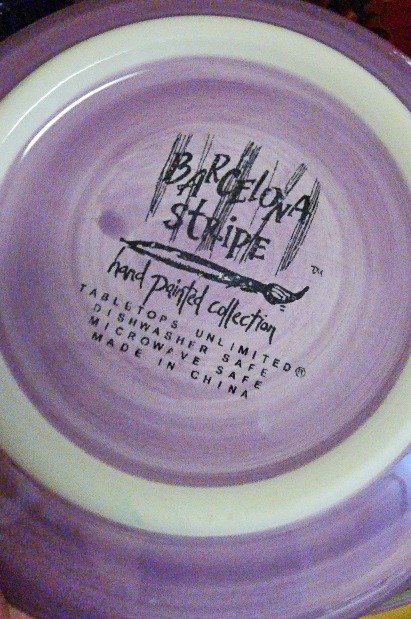 BARCELONA
StRiPE
TM
hand painted collection
TABLETOPS UNLIMITED®
DISHWASHER SAFE
MICROWAVE SAFE
MADE IN CHINA